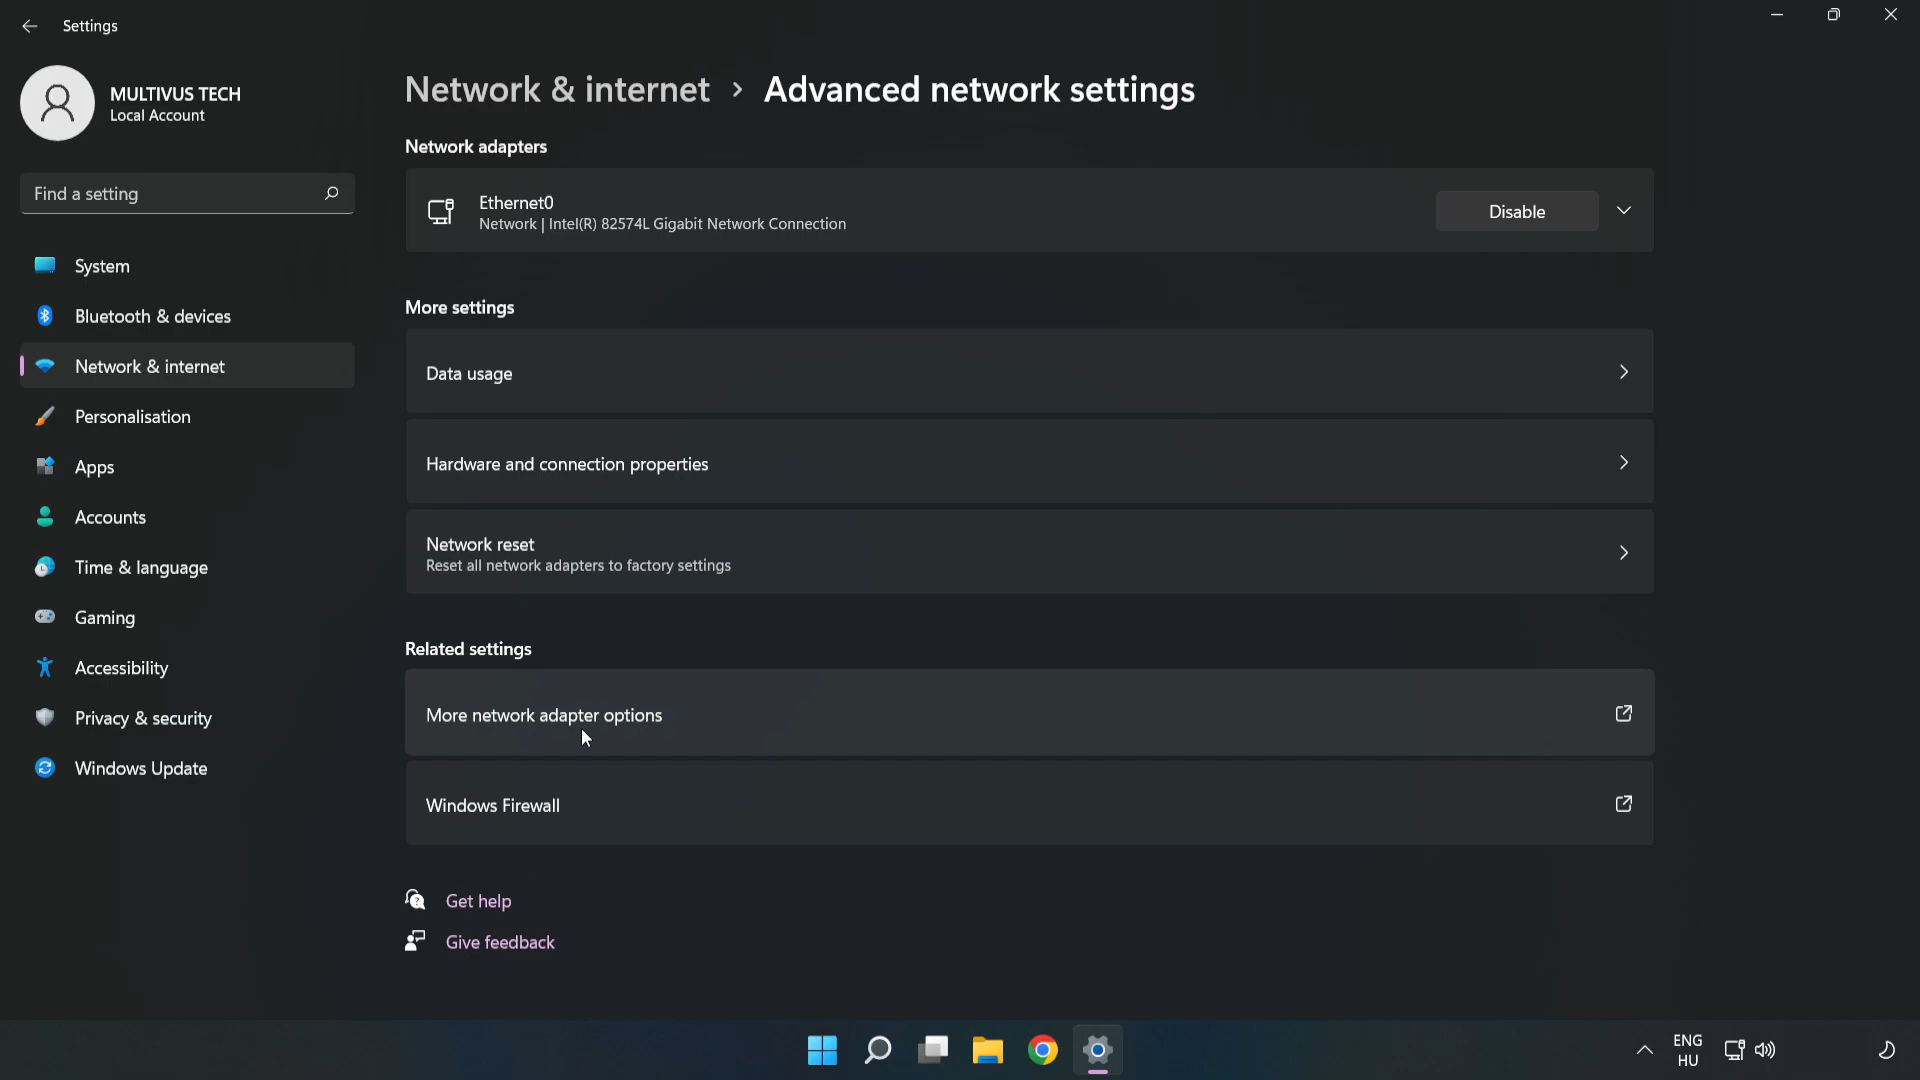 Settings
MULTIVUS TECH
Local Account
Find a setting
System
Bluetooth & devices
Network & internet
Personalisation
Apps
Accounts
Time & language
Gaming
Accessibility
Privacy & security
Windows Update
Network & internet > Advanced network settings
Network adapters
Ethernet0
Network | Intel(R) 82574L Gigabit Network Connection
Disable
More settings
Data usage
Hardware and connection properties
Network reset
Reset all network adapters to factory settings
Related settings
More network adapter options
Windows Firewall
Get help
Give feedback
ENG
HU